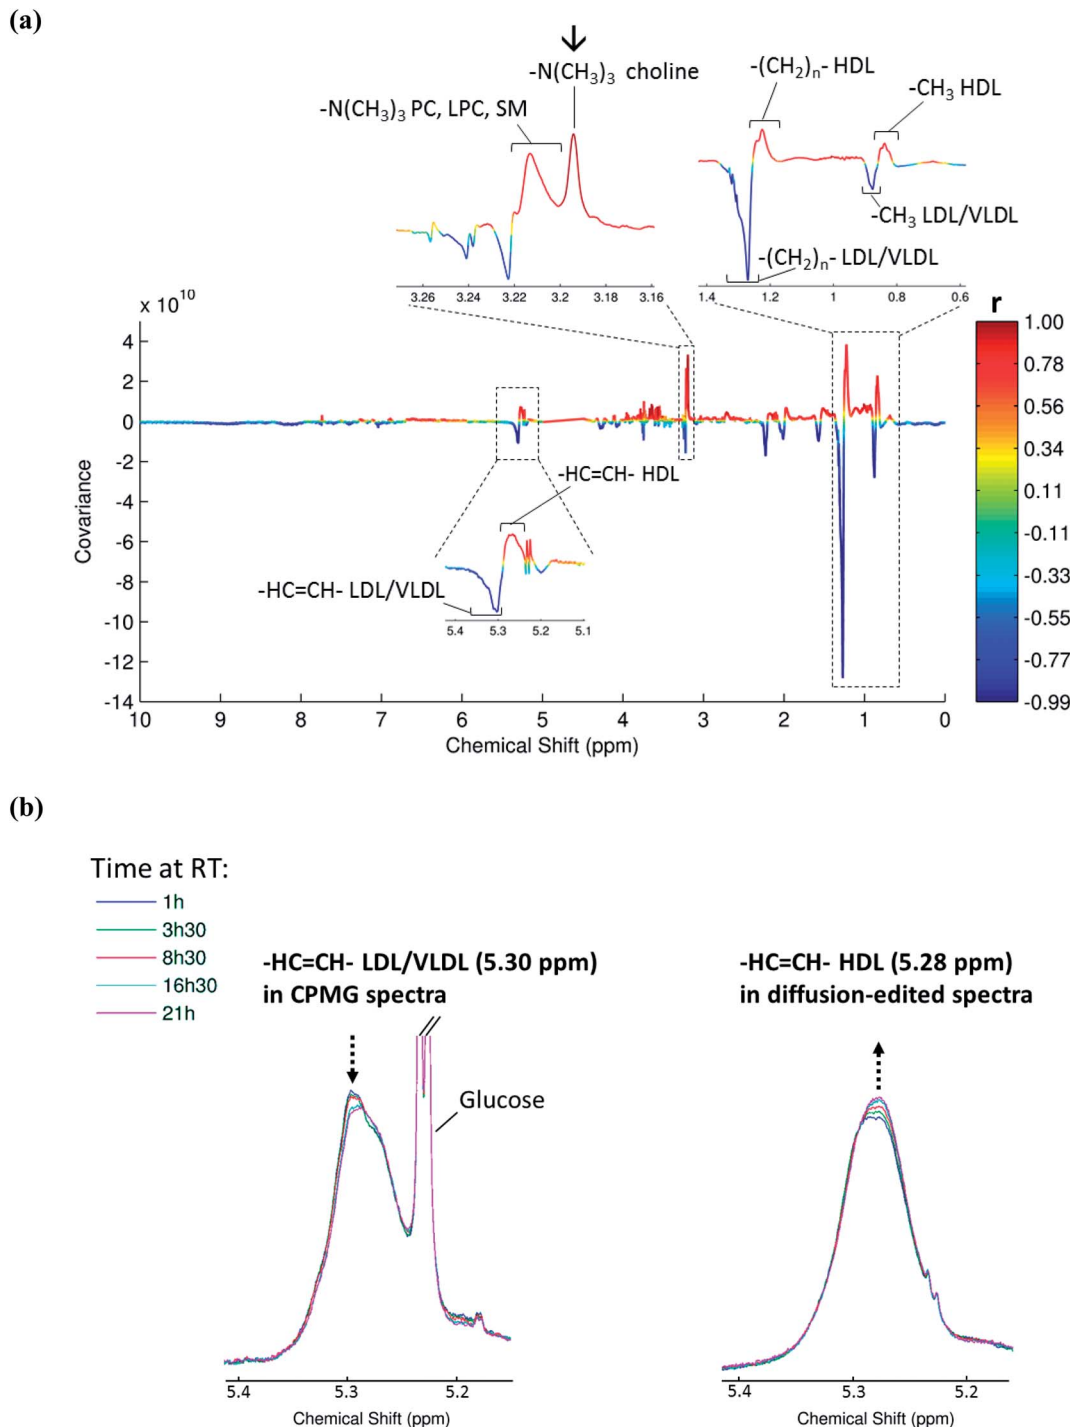 (a)
-N(CH₃)₃ choline
-N(CH₃)₃ PC, LPC, SM
-(CH₂)ₙ- HDL
-CH₃ HDL
-CH₃ LDL/VLDL
-(CH₂)ₙ- LDL/VLDL
3.26 3.24 3.22 3.2 3.18 3.16
1.4 1.2 1 0.8 0.6
x 10¹⁰
r
4
2
0
-2
-4
-6
-8
-10
-12
-14
Covariance
1.00
0.78
0.56
0.34
0.11
-0.11
-0.33
-0.55
-0.77
-0.99
-HC=CH- HDL
-HC=CH- LDL/VLDL
5.4 5.3 5.2 5.1
10 9 8 7 6 5 4 3 2 1 0
Chemical Shift (ppm)
(b)
Time at RT:
1h
3h30
8h30
16h30
21h
-HC=CH- LDL/VLDL (5.30 ppm)
in CPMG spectra
Glucose
5.4 5.3 5.2
Chemical Shift (ppm)
-HC=CH- HDL (5.28 ppm)
in diffusion-edited spectra
5.4 5.3 5.2
Chemical Shift (ppm)